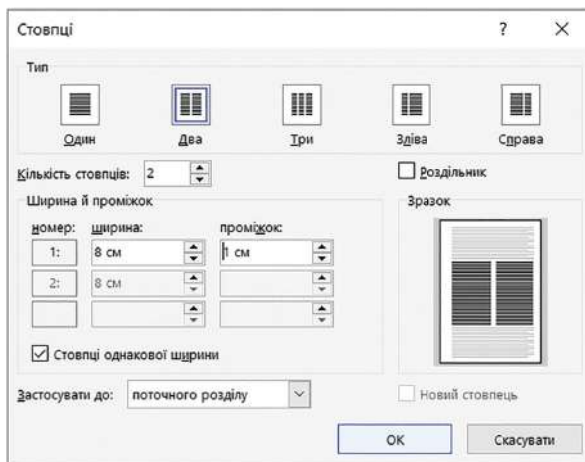 Стовпці ? ×
Тип
Один Два Три Зліва Справа
Кількість стовпців: 2 Роздільник
Ширина й проміжок Зразок
номер: ширина: проміжок:
1: 8 см 1 см
2: 8 см
Стовпці однакової ширини
Застосувати до: поточного розділу Новий стовпець
ОК Скасувати